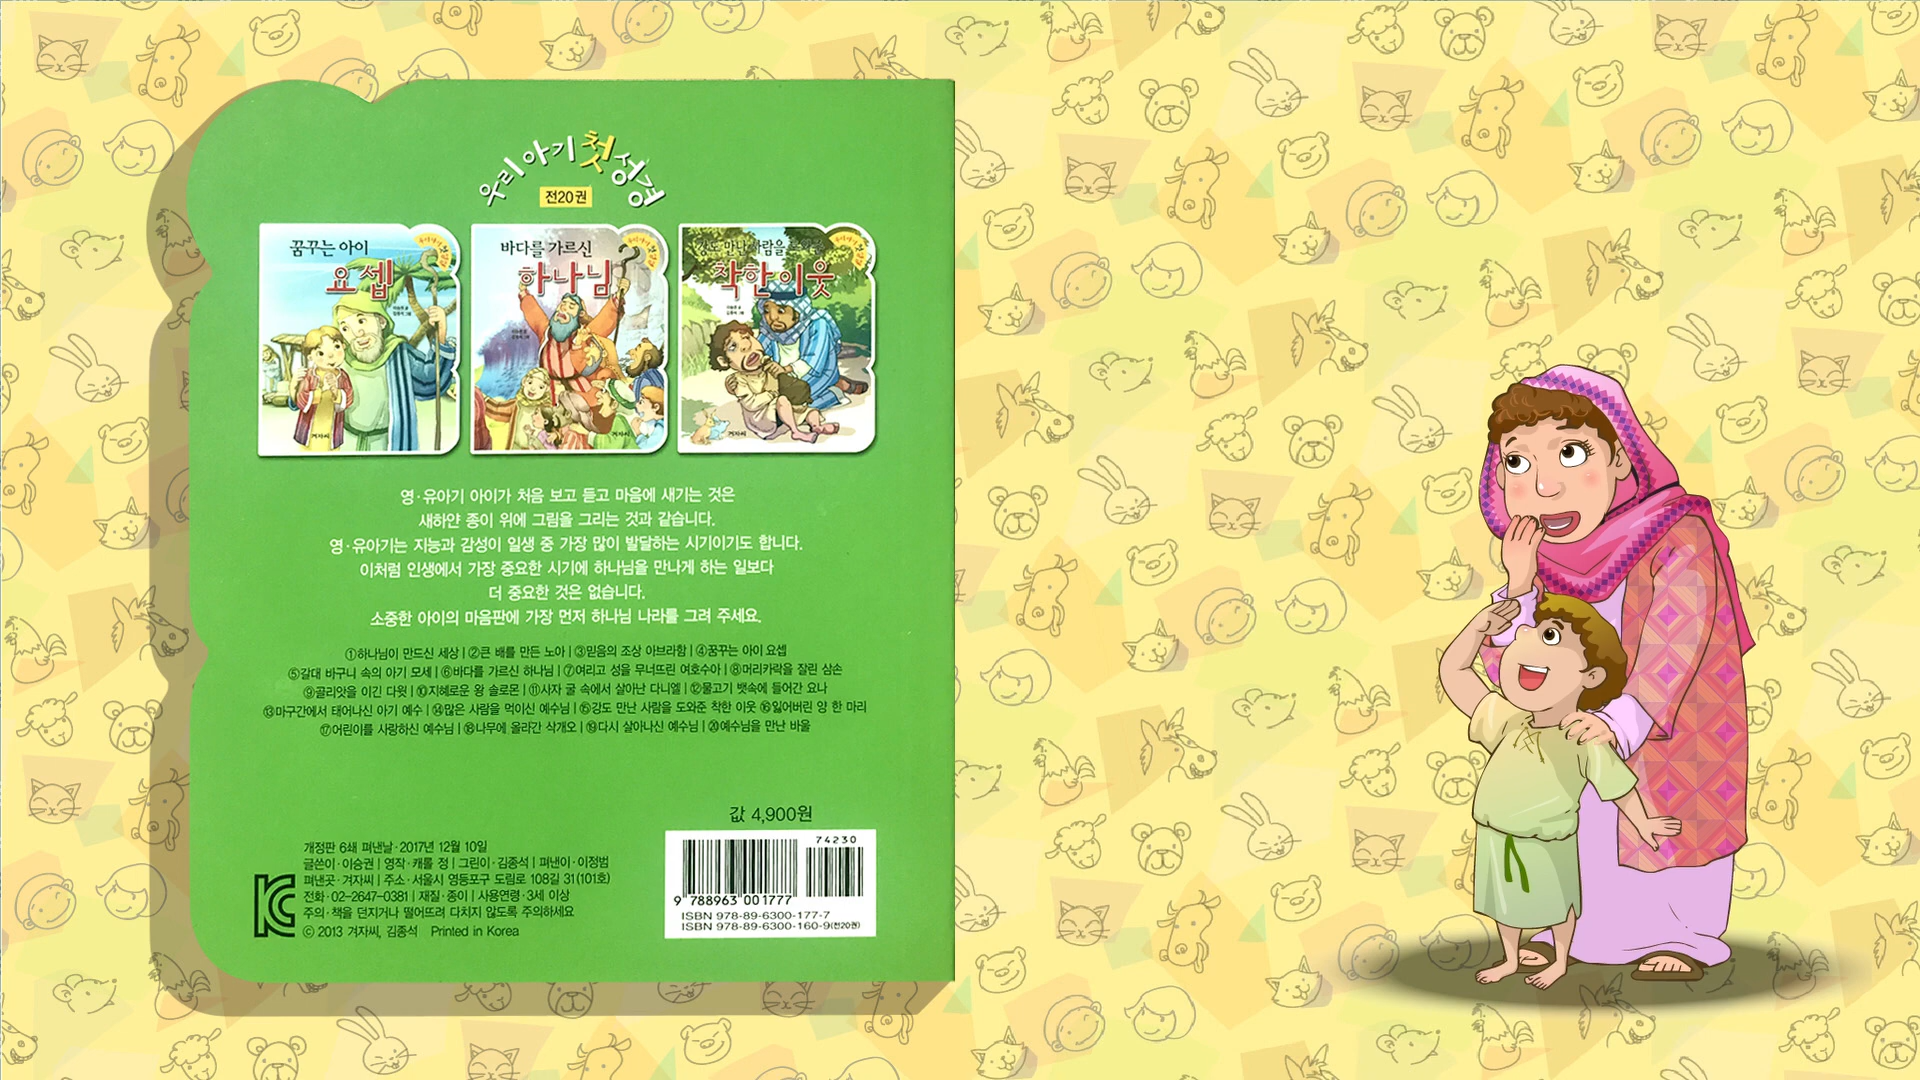 우리아기 첫 성경
전20권
꿈꾸는 아이
요셉
겨자씨
바다를 가르신
하나님
겨자씨
강도 만난 사람을
착한 이웃
겨자씨
영·유아기 아이가 처음 보고 듣고 마음에 새기는 것은
새하얀 종이 위에 그림을 그리는 것과 같습니다.
영·유아기는 지능과 감성이 일생 중 가장 많이 발달하는 시기이기도 합니다.
이처럼 인생에서 가장 중요한 시기에 하나님을 만나게 하는 일보다
더 중요한 것은 없습니다.
소중한 아이의 마음판에 가장 먼저 하나님 나라를 그려 주세요.
①하나님이 만드신 세상 | ②큰 배를 만든 노아 | ③믿음의 조상 아브라함 | ④꿈꾸는 아이 요셉
⑤갈대 바구니 속의 아기 모세 | ⑥바다를 가르신 하나님 | ⑦여리고 성을 무너뜨린 여호수아 | ⑧머리카락을 잘린 삼손
⑨골리앗을 이긴 다윗 | ⑩지혜로운 왕 솔로몬 | ⑪사자 굴 속에서 살아난 다니엘 | ⑫물고기 뱃속에 들어간 요나
⑬마구간에서 태어나신 아기 예수 | ⑭많은 사람을 먹이신 예수님 | ⑮강도 만난 사람을 도와준 착한 이웃 ⑯잃어버린 양 한 마리
⑰어린이를 사랑하신 예수님 | ⑱나무에 올라간 삭개오 | ⑲다시 살아나신 예수님 | ⑳예수님을 만난 바울
값 4,900원
개정판 6쇄 펴낸날·2017년 12월 10일
글쓴이·이승권 | 영작·캐롤 정 | 그린이·김종석 | 펴낸이·이정범
펴낸곳·겨자씨 | 주소·서울시 영등포구 도림로 108길 31(101호)
전화·02-2647-0381 | 재질·종이 | 사용연령·3세 이상
주의·책을 던지거나 떨어뜨려 다치지 않도록 주의하세요
© 2013 겨자씨, 김종석 Printed in Korea
74230
9 788963 001777
ISBN 978-89-6300-177-7
ISBN 978-89-6300-160-9(전20권)